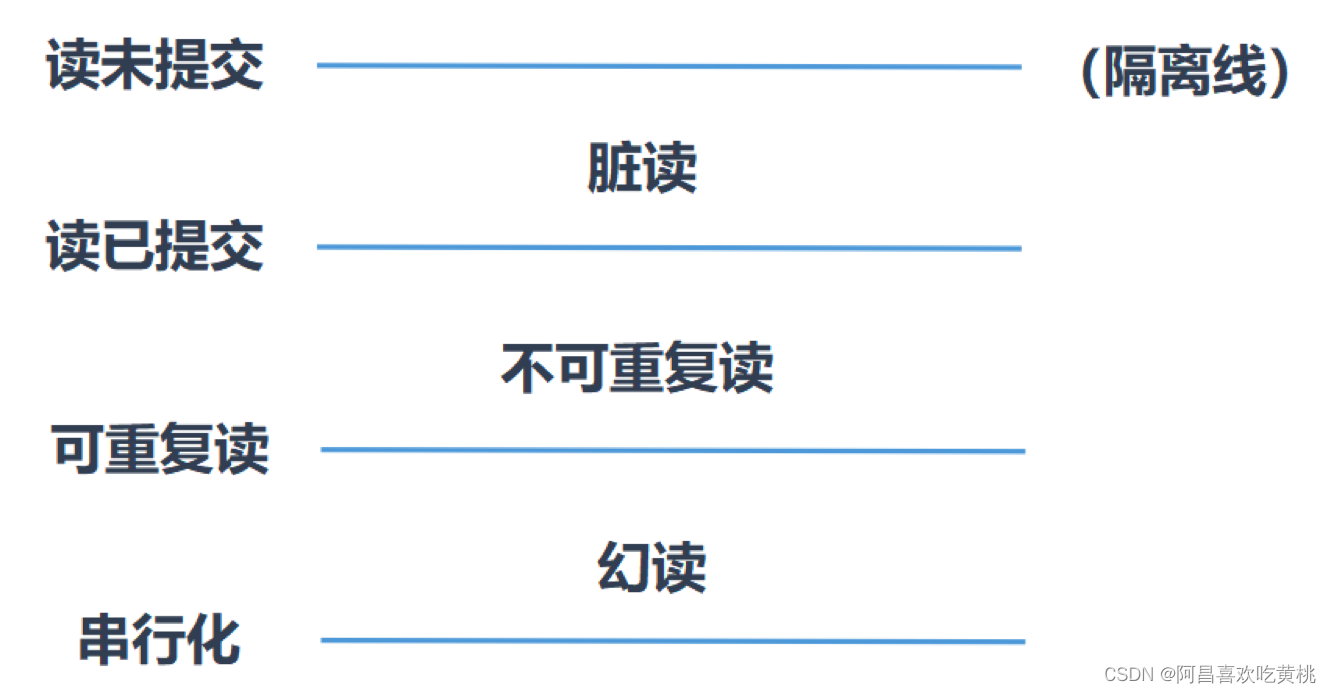 读未提交
(隔离线)
脏读
读已提交
不可重复读
可重复读
幻读
串行化
CSDN @阿昌喜欢吃黄桃